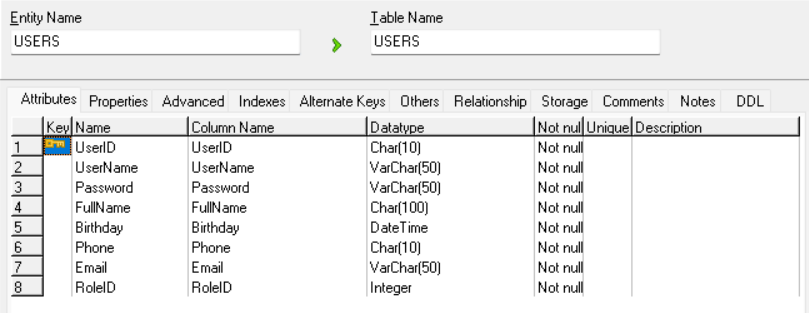 Entity Name Table Name
USERS USERS
Attributes Properties Advanced Indexes Alternate Keys Others Relationship Storage Comments Notes DDL
Key Name Column Name Datatype Not nul Unique Description
1 UserID UserID Char(10) Not null
2 UserName UserName VarChar(50) Not null
3 Password Password VarChar(50) Not null
4 FullName FullName Char(100) Not null
5 Birthday Birthday DateTime Not null
6 Phone Phone Char(10) Not null
7 Email Email VarChar(50) Not null
8 RoleID RoleID Integer Not null